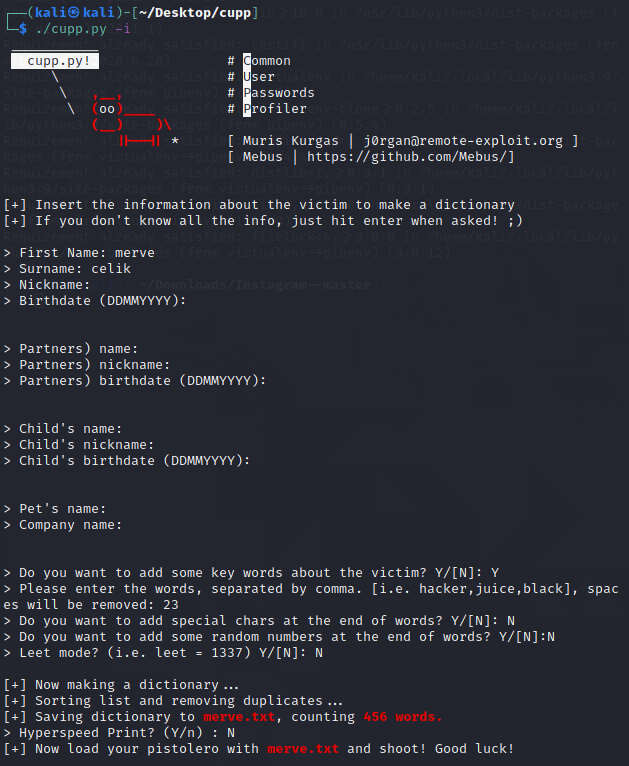 (kali㉿kali)-[~/Desktop/cupp]
$ ./cupp.py -i
cupp.py! # Common
\ # User
\ ,__, # Passwords
\ (oo)____ # Profiler
(__) )\
||--|| * [ Muris Kurgas | j0rgan@remote-exploit.org ]
[ Mebus | https://github.com/Mebus/]
[+] Insert the information about the victim to make a dictionary
[+] If you don't know all the info, just hit enter when asked! ;)
> First Name: merve
> Surname: celik
> Nickname:
> Birthdate (DDMMYYYY):
> Partners) name:
> Partners) nickname:
> Partners) birthdate (DDMMYYYY):
> Child's name:
> Child's nickname:
> Child's birthdate (DDMMYYYY):
> Pet's name:
> Company name:
> Do you want to add some key words about the victim? Y/[N]: Y
> Please enter the words, separated by comma. [i.e. hacker,juice,black], spac
es will be removed: 23
> Do you want to add special chars at the end of words? Y/[N]: N
> Do you want to add some random numbers at the end of words? Y/[N]:N
> Leet mode? (i.e. leet = 1337) Y/[N]: N
[+] Now making a dictionary...
[+] Sorting list and removing duplicates...
[+] Saving dictionary to merve.txt, counting 456 words.
> Hyperspeed Print? (Y/n) : N
[+] Now load your pistolero with merve.txt and shoot! Good luck!